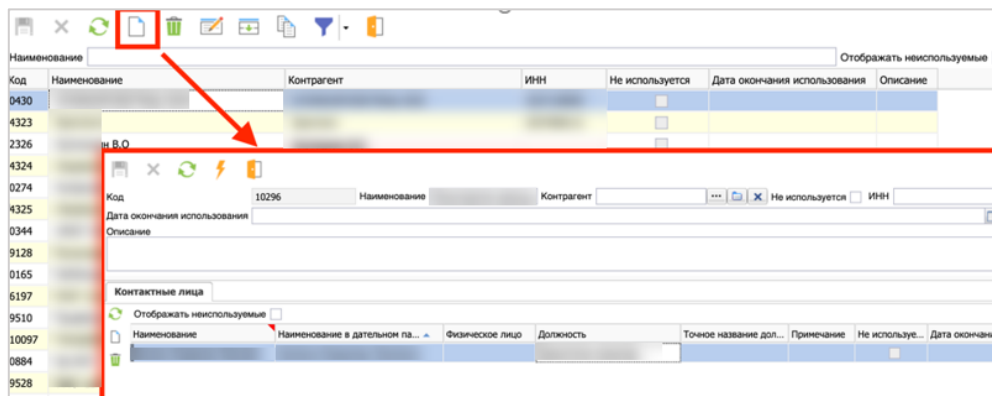 Наименование Отображать неиспользуемые
Код Наименование Контрагент ИНН Не используется Дата окончания использования Описание
0430
4323
2326 н В.О
4324
0274
4325
0344
9128
0165
6197
9510
10097
0884
9528
Код 10296 Наименование Контрагент ... Не используется ИНН
Дата окончания использования
Описание
Контактные лица
Отображать неиспользуемые
Наименование Наименование в дательном па... Физическое лицо Должность Точное название дол... Примечание Не используе... Дата окончани